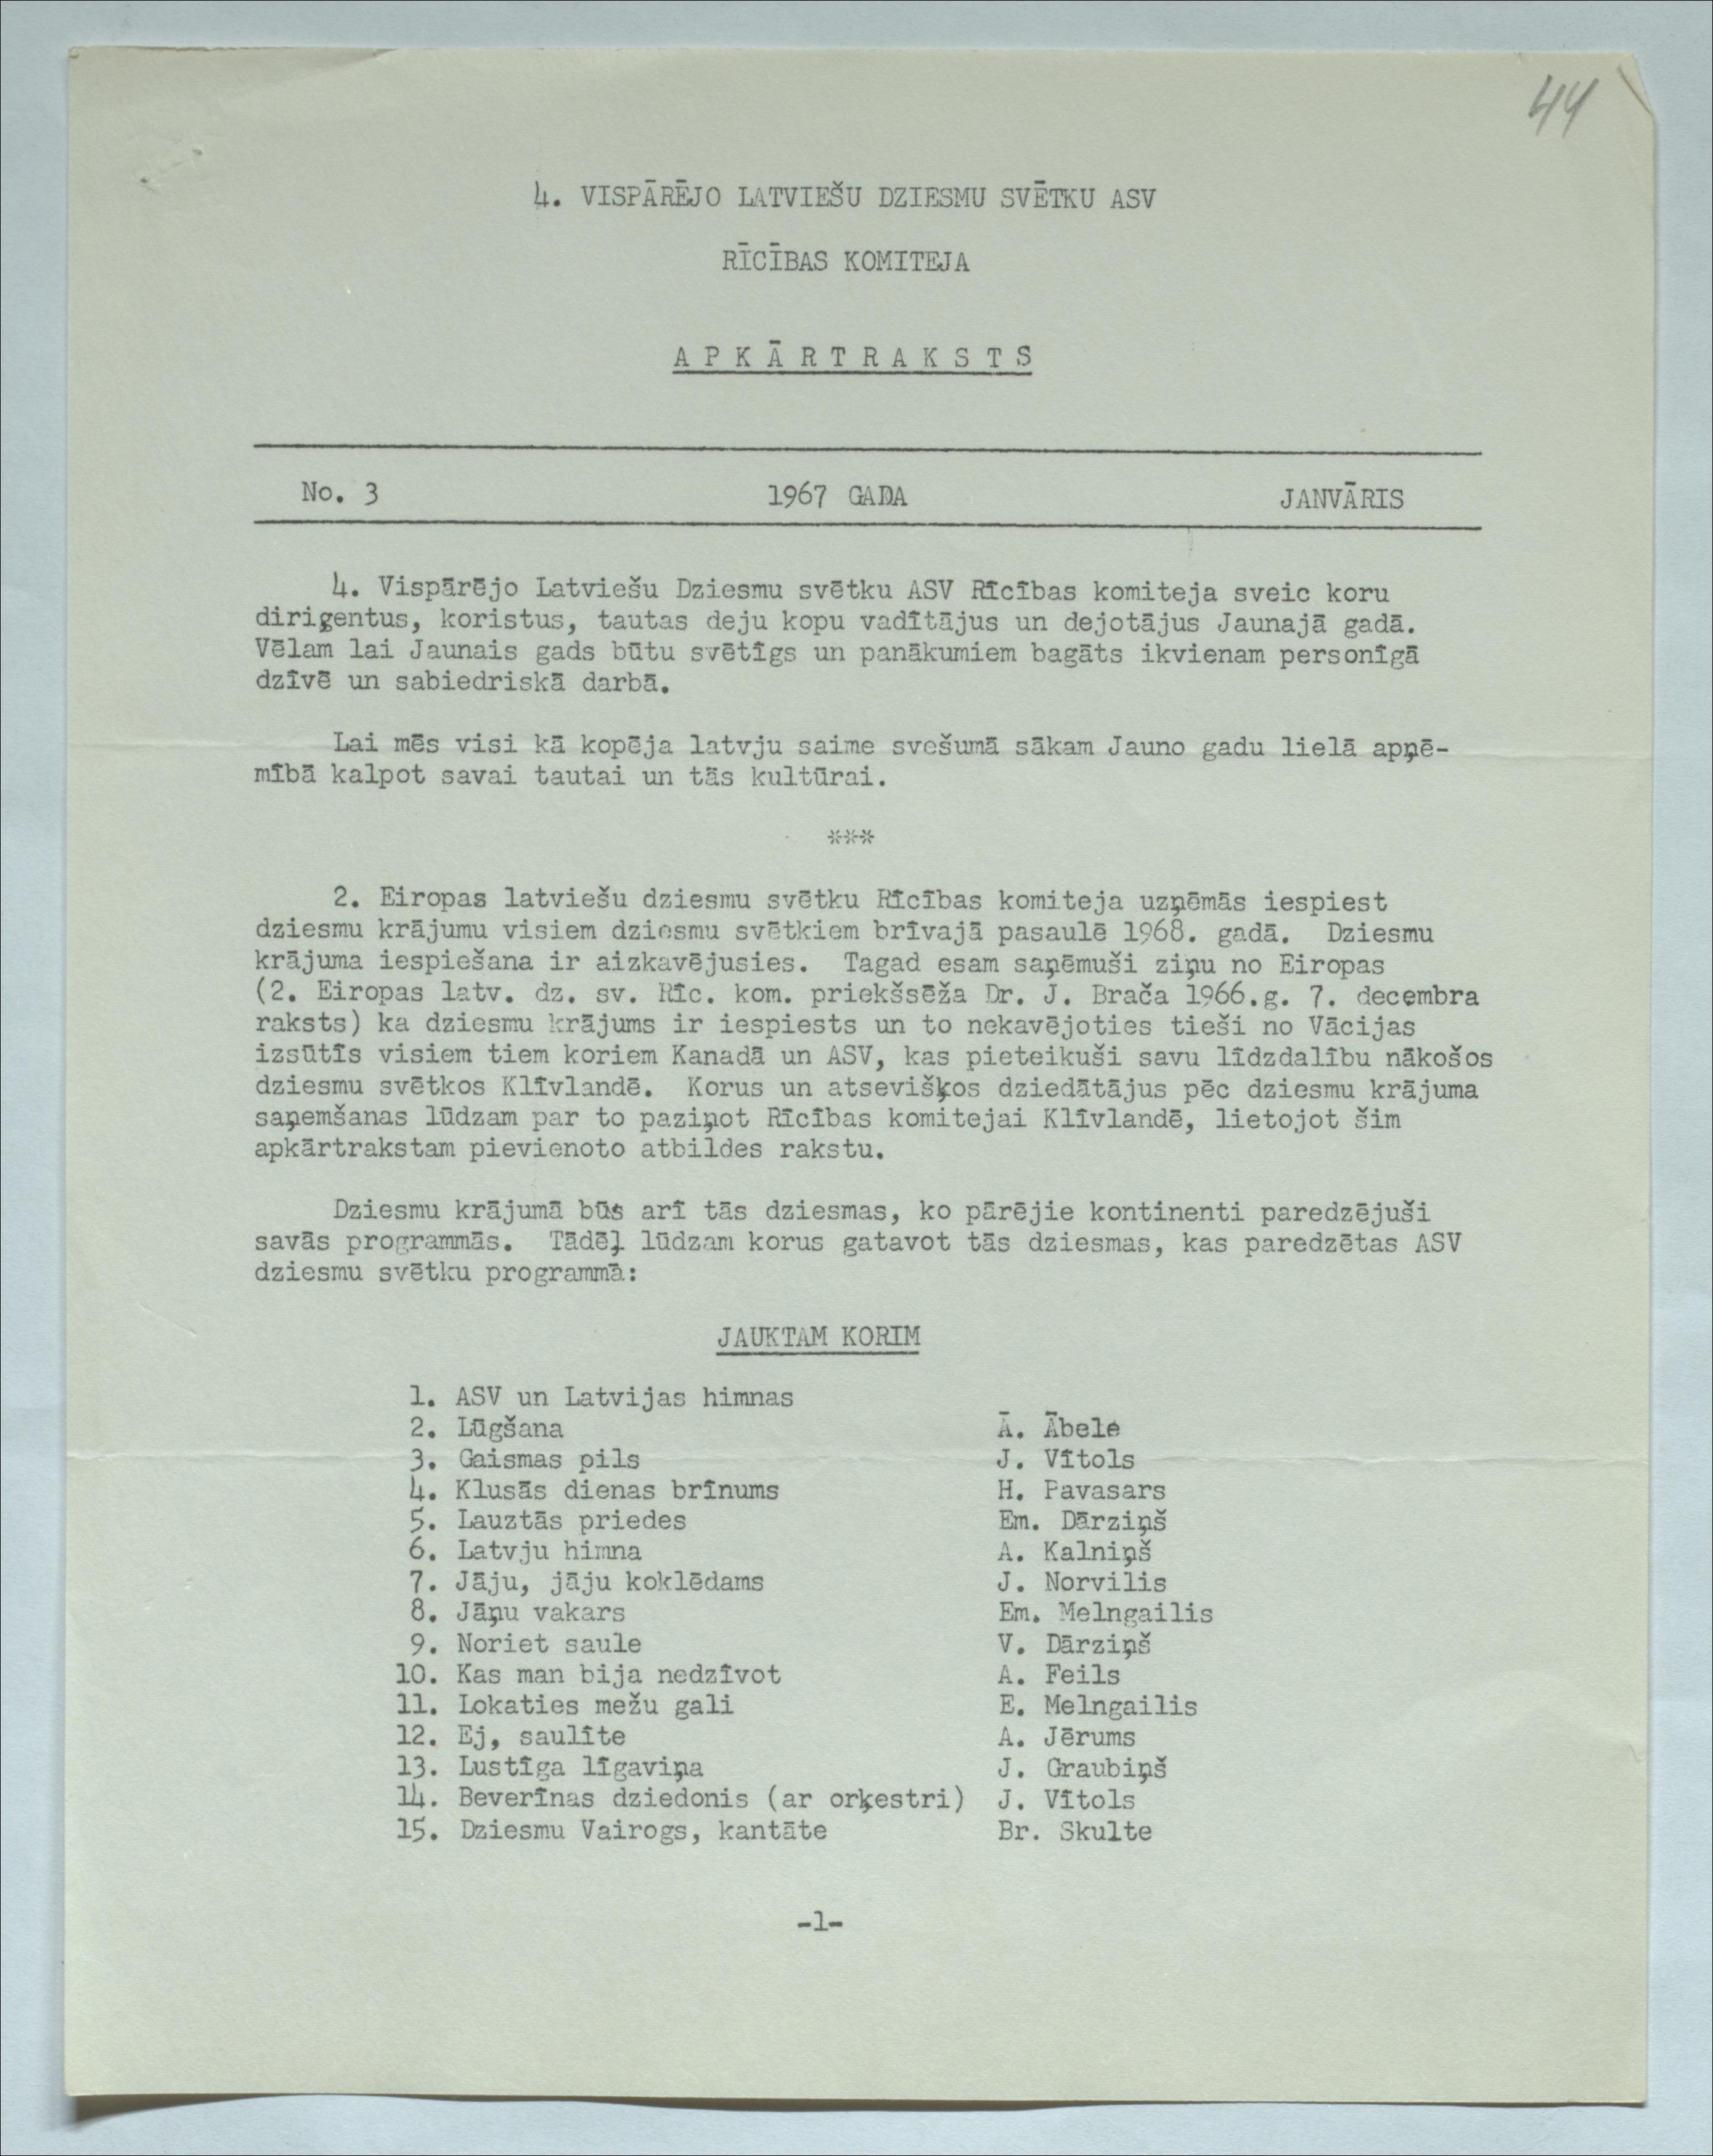 44
4. VISPĀRĒJO LATVIEŠU DZIESMU SVĒTKU ASV
RĪCĪBAS KOMITEJA
A P K Ā R T R A K S T S
No. 3 1967 GADA JANVĀRIS
4. Vispārējo Latviešu Dziesmu svētku ASV Rīcības komiteja sveic koru
diriģentus, koristus, tautas deju kopu vadītājus un dejotājus Jaunajā gadā.
Vēlam lai Jaunais gads būtu svētīgs un panākumiem bagāts ikvienam personīgā
dzīvē un sabiedriskā darbā.
Lai mēs visi kā kopēja latvju saime svešumā sākam Jauno gadu lielā apņē-
mībā kalpot savai tautai un tās kultūrai.
***
2. Eiropas latviešu dziesmu svētku Rīcības komiteja uzņēmās iespiest
dziesmu krājumu visiem dziesmu svētkiem brīvajā pasaulē 1968. gadā. Dziesmu
krājuma iespiešana ir aizkavējusies. Tagad esam saņēmuši ziņu no Eiropas
(2. Eiropas latv. dz. sv. Rīc. kom. priekšsēža Dr. J. Brača 1966.g. 7. decembra
raksts) ka dziesmu krājums ir iespiests un to nekavējoties tieši no Vācijas
izsūtīs visiem tiem koriem Kanadā un ASV, kas pieteikuši savu līdzdalību nākošos
dziesmu svētkos Klīvlandē. Korus un atsevišķos dziedātājus pēc dziesmu krājuma
saņemšanas lūdzam par to paziņot Rīcības komitejai Klīvlandē, lietojot šim
apkārtrakstam pievienoto atbildes rakstu.
Dziesmu krājumā būs arī tās dziesmas, ko pārējie kontinenti paredzējuši
savās programmās. Tādēļ lūdzam korus gatavot tās dziesmas, kas paredzētas ASV
dziesmu svētku programmā:
JAUKTAM KORIM
1. ASV un Latvijas himnas
2. Lūgšana Ā. Ābele
3. Gaismas pils J. Vītols
4. Klusās dienas brīnums H. Pavasars
5. Lauztās priedes Em. Dārziņš
6. Latvju himna A. Kalniņš
7. Jāju, jāju koklēdams J. Norvilis
8. Jāņu vakars Em. Melngailis
9. Noriet saule V. Dārziņš
10. Kas man bija nedzīvot A. Feils
11. Lokaties mežu gali E. Melngailis
12. Ej, saulīte A. Jērums
13. Lustīga līgaviņa J. Graubiņš
14. Beverīnas dziedonis (ar orķestri) J. Vītols
15. Dziesmu Vairogs, kantāte Br. Skulte
-1-